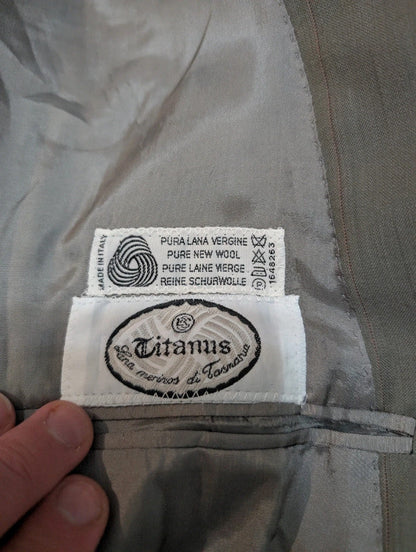 MADE IN ITALY
PURA LANA VERGINE
PURE NEW WOOL
PURE LAINE VIERGE
REINE SCHURWOLLE
1648263
Titanus
Lana merinos di Tasmania